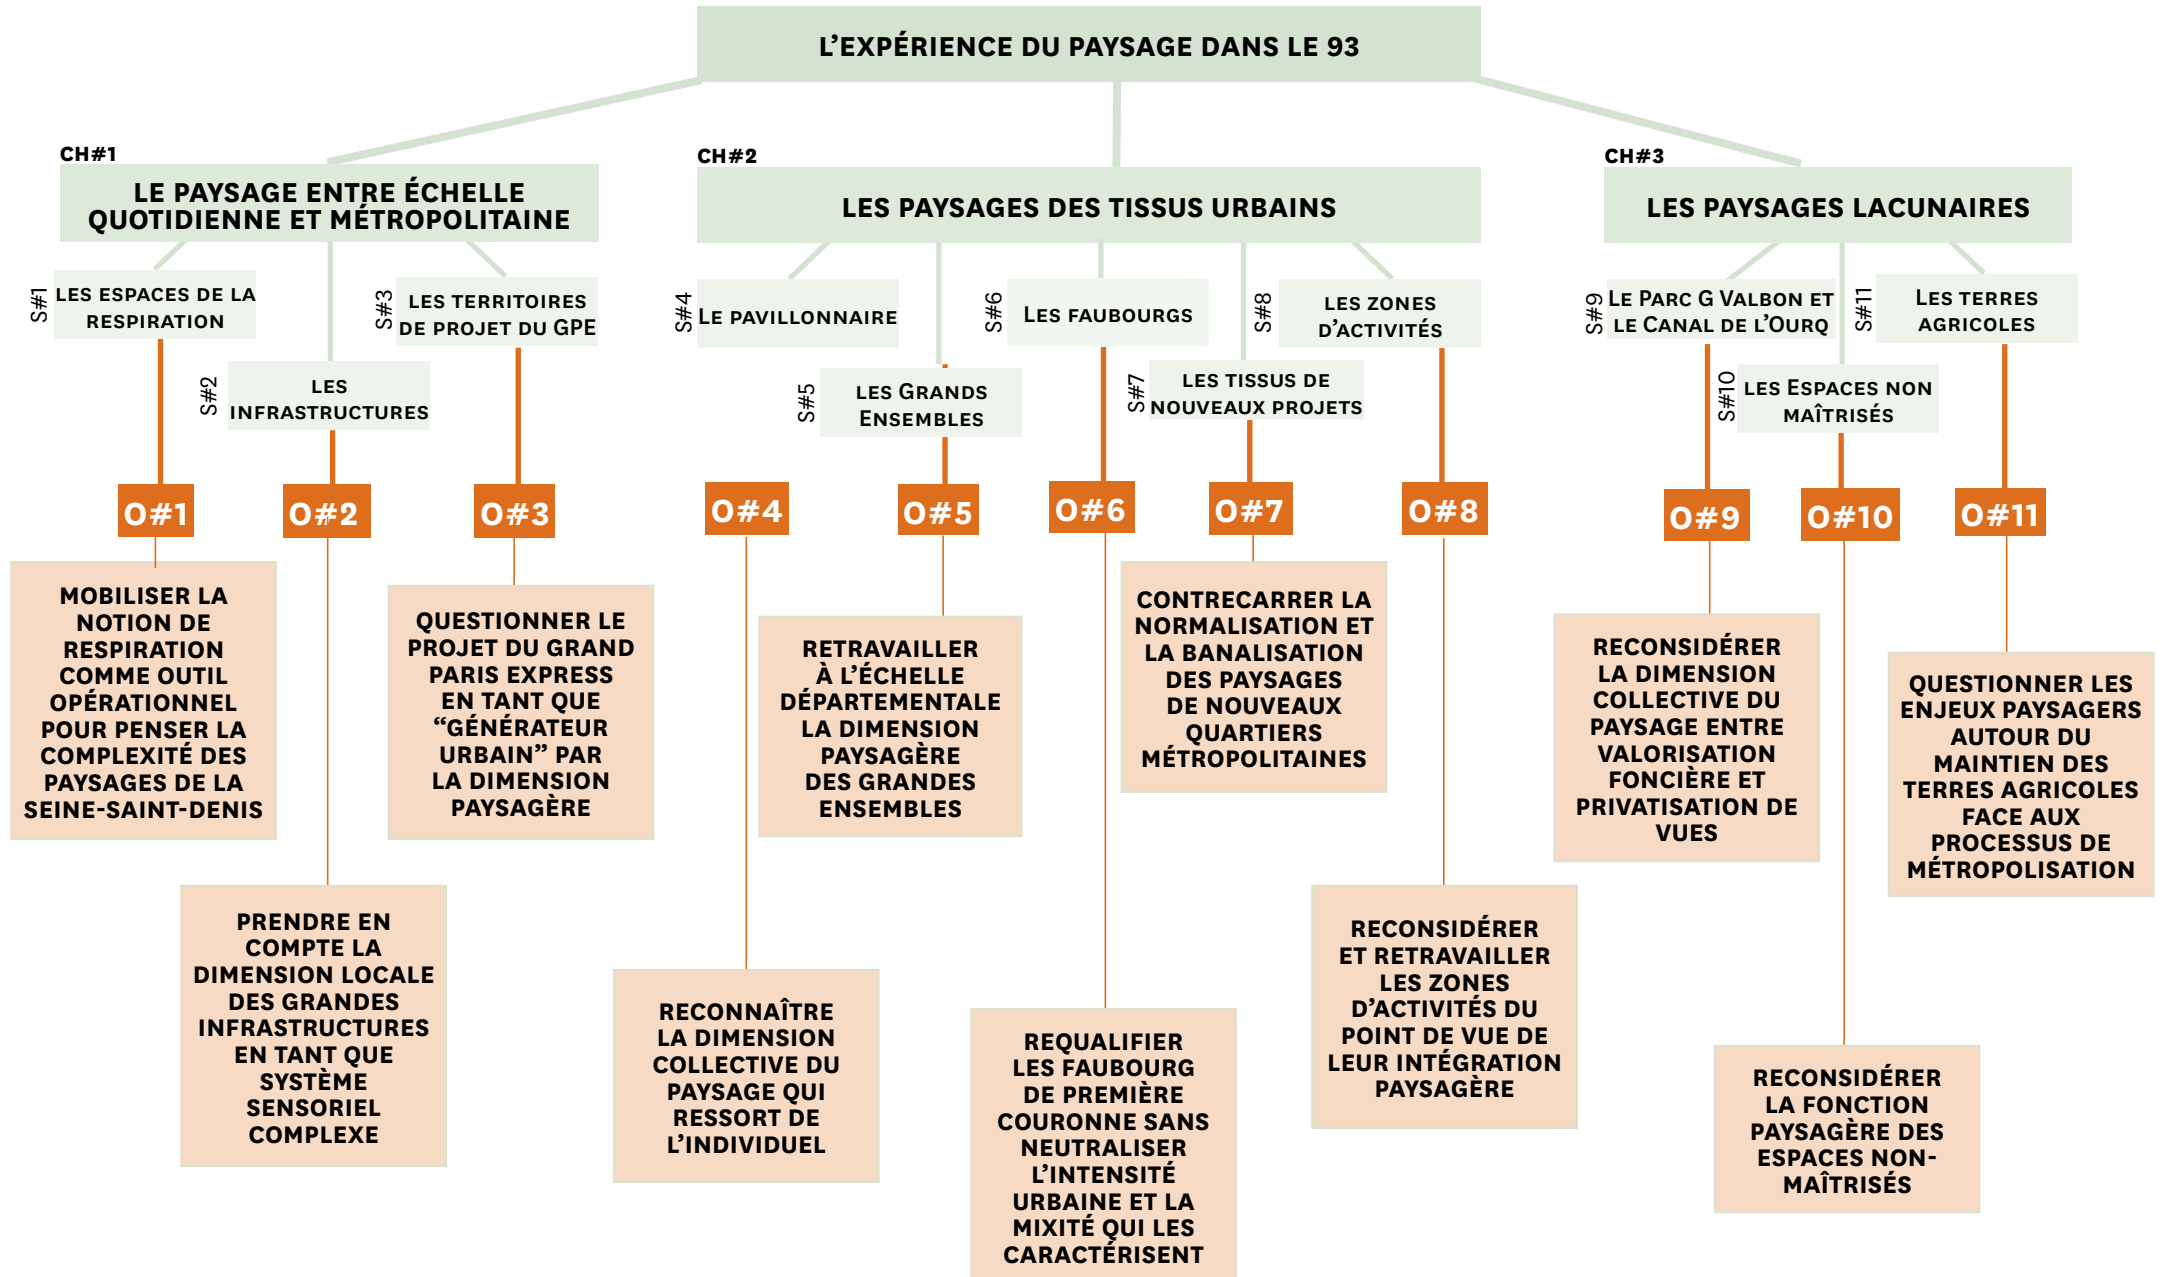 L’EXPÉRIENCE DU PAYSAGE DANS LE 93
CH#1
LE PAYSAGE ENTRE ÉCHELLE
QUOTIDIENNE ET MÉTROPOLITAINE
S#1
LES ESPACES DE LA
RESPIRATION
S#2
LES
INFRASTRUCTURES
S#3
LES TERRITOIRES
DE PROJET DU GPE
CH#2
LES PAYSAGES DES TISSUS URBAINS
S#4
LE PAVILLONNAIRE
S#5
LES GRANDS
ENSEMBLES
S#6
LES FAUBOURGS
S#7
LES TISSUS DE
NOUVEAUX PROJETS
S#8
LES ZONES
D’ACTIVITÉS
CH#3
LES PAYSAGES LACUNAIRES
S#9
LE PARC G VALBON ET
LE CANAL DE L’OURQ
S#10
LES ESPACES NON
MAÎTRISÉS
S#11
LES TERRES
AGRICOLES
O#1
MOBILISER LA
NOTION DE
RESPIRATION
COMME OUTIL
OPÉRATIONNEL
POUR PENSER LA
COMPLEXITÉ DES
PAYSAGES DE LA
SEINE-SAINT-DENIS
O#2
PRENDRE EN
COMPTE LA
DIMENSION LOCALE
DES GRANDES
INFRASTRUCTURES
EN TANT QUE
SYSTÈME
SENSORIEL
COMPLEXE
O#3
QUESTIONNER LE
PROJET DU GRAND
PARIS EXPRESS
EN TANT QUE
“GÉNÉRATEUR
URBAIN” PAR
LA DIMENSION
PAYSAGÈRE
O#4
RECONNAÎTRE
LA DIMENSION
COLLECTIVE DU
PAYSAGE QUI
RESSORT DE
L’INDIVIDUEL
O#5
RETRAVAILLER
À L’ÉCHELLE
DÉPARTEMENTALE
LA DIMENSION
PAYSAGÈRE
DES GRANDES
ENSEMBLES
O#6
REQUALIFIER
LES FAUBOURG
DE PREMIÈRE
COURONNE SANS
NEUTRALISER
L’INTENSITÉ
URBAINE ET LA
MIXITÉ QUI LES
CARACTÉRISENT
O#7
CONTRECARRER LA
NORMALISATION ET
LA BANALISATION
DES PAYSAGES
DE NOUVEAUX
QUARTIERS
MÉTROPOLITAINES
O#8
RECONSIDÉRER
ET RETRAVAILLER
LES ZONES
D’ACTIVITÉS DU
POINT DE VUE DE
LEUR INTÉGRATION
PAYSAGÈRE
O#9
RECONSIDÉRER
LA DIMENSION
COLLECTIVE DU
PAYSAGE ENTRE
VALORISATION
FONCIÈRE ET
PRIVATISATION DE
VUES
O#10
RECONSIDÉRER
LA FONCTION
PAYSAGÈRE DES
ESPACES NON-
MAÎTRISÉS
O#11
QUESTIONNER LES
ENJEUX PAYSAGERS
AUTOUR DU
MAINTIEN DES
TERRES AGRICOLES
FACE AUX
PROCESSUS DE
MÉTROPOLISATION